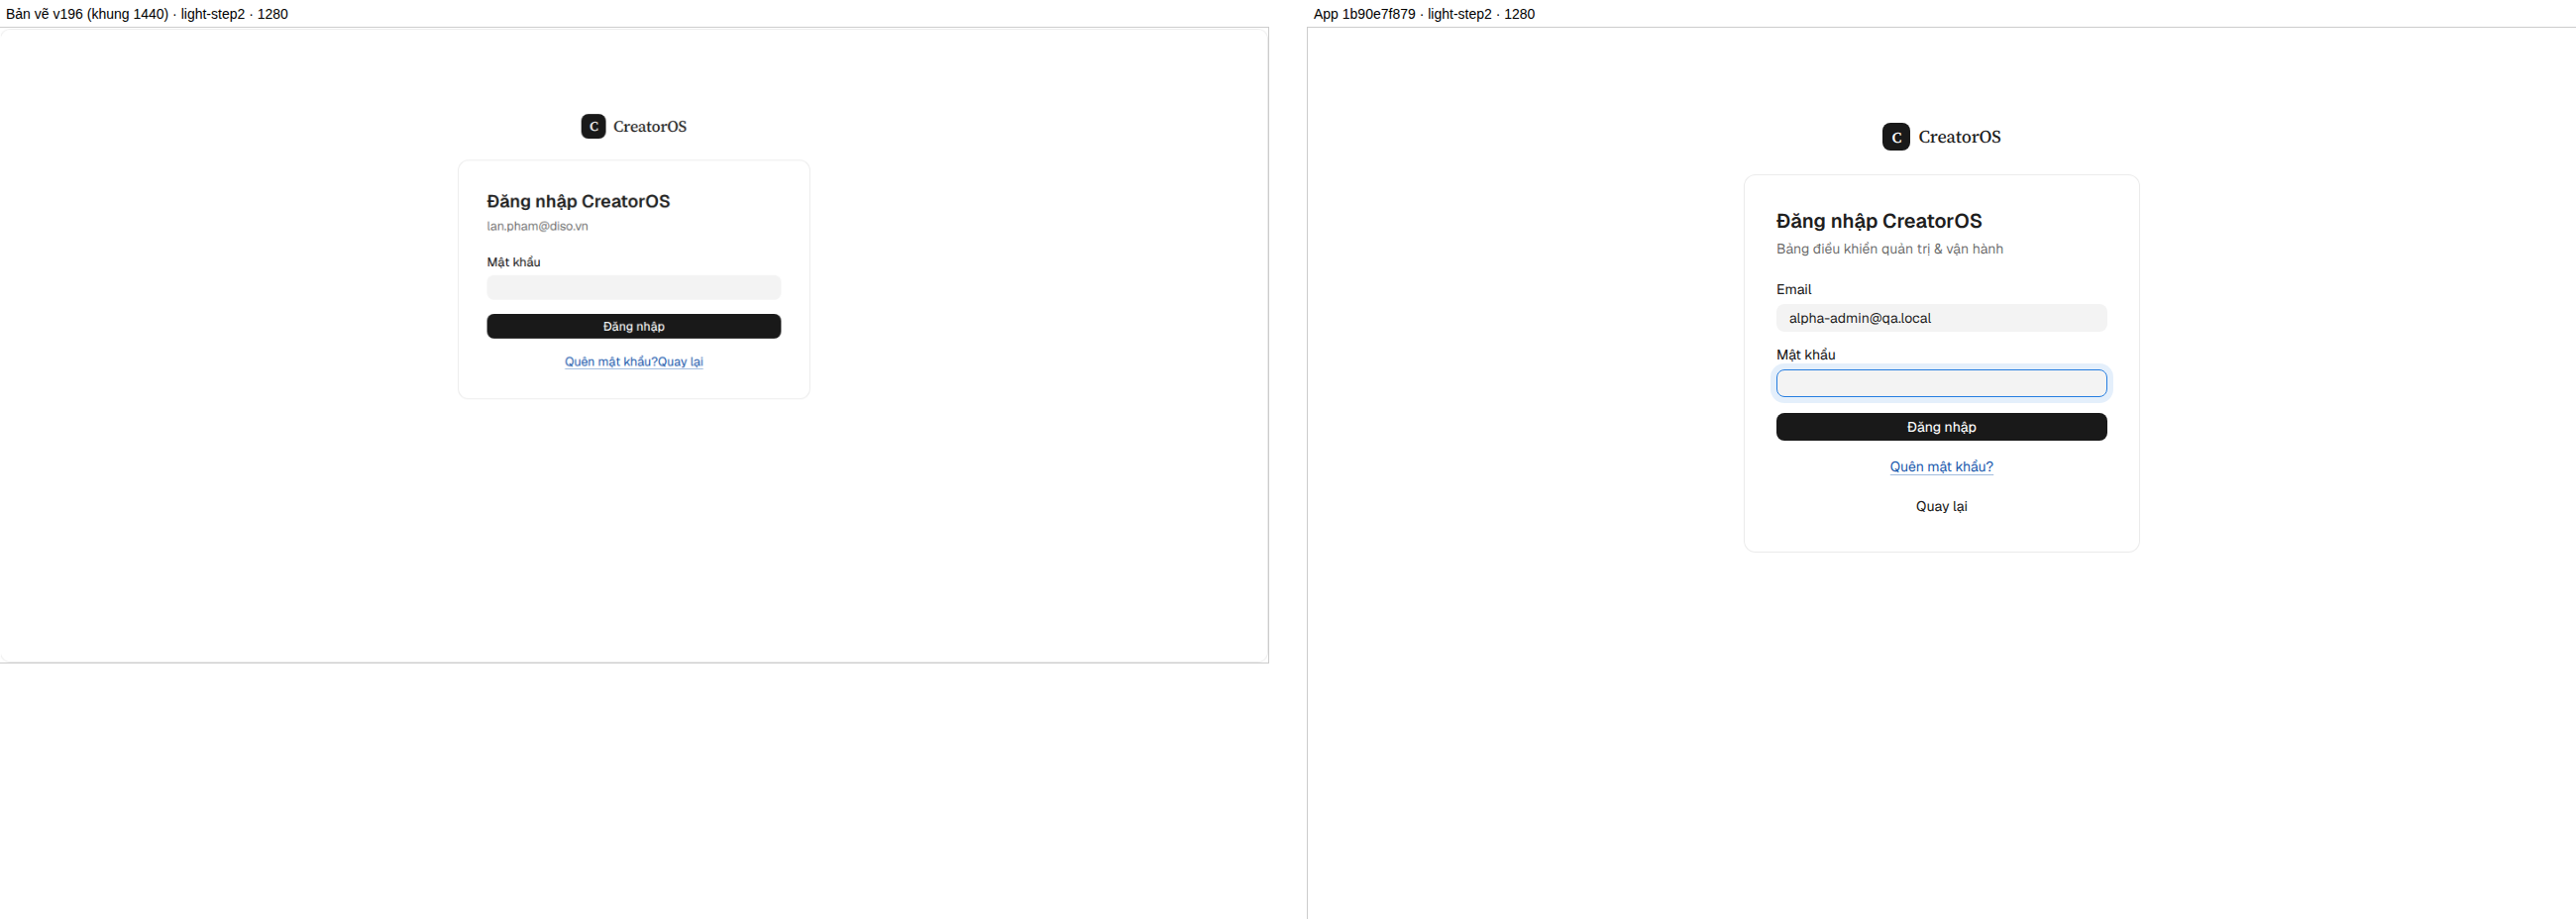 Bản vẽ v196 (khung 1440) · light-step2 · 1280
C CreatorOS
Đăng nhập CreatorOS
lan.pham@diso.vn
Mật khẩu
Đăng nhập
Quên mật khẩu?Quay lại
App 1b90e7f879 · light-step2 · 1280
C CreatorOS
Đăng nhập CreatorOS
Bảng điều khiển quản trị & vận hành
Email
alpha-admin@qa.local
Mật khẩu
Đăng nhập
Quên mật khẩu?
Quay lại